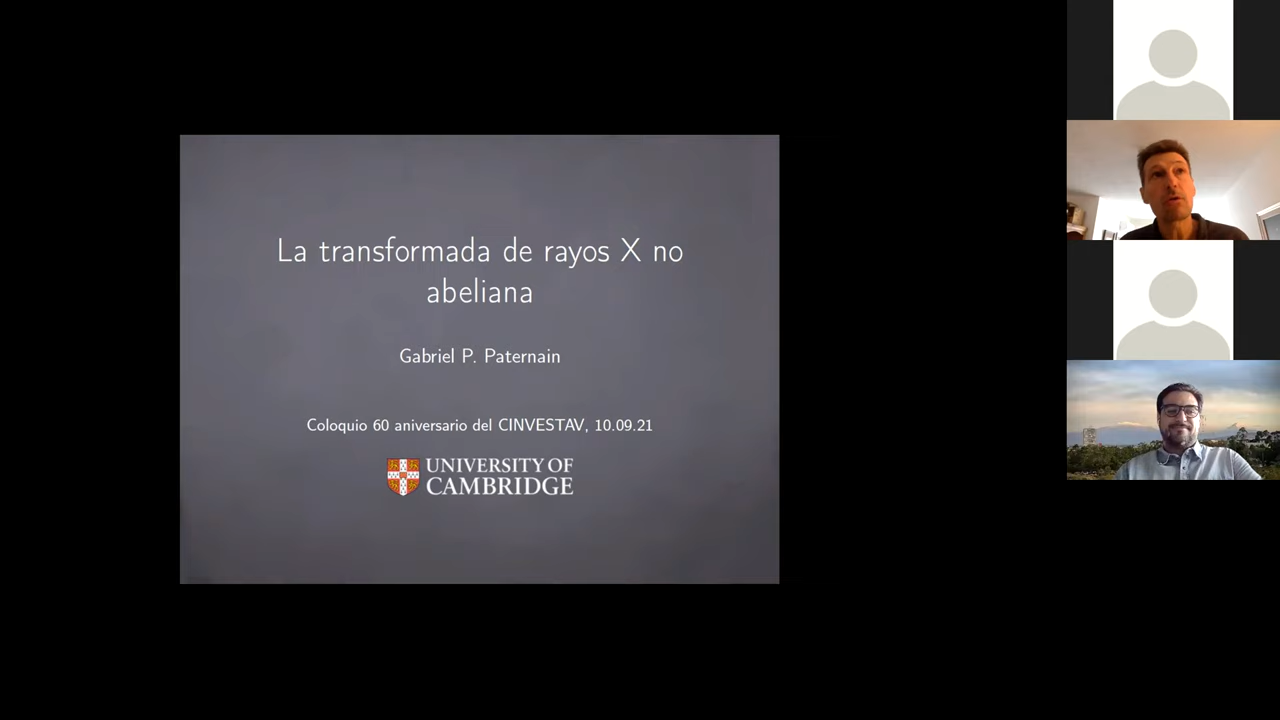 La transformada de rayos X no
abeliana
Gabriel P. Paternain
Coloquio 60 aniversario del CINVESTAV, 10.09.21
UNIVERSITY OF
CAMBRIDGE